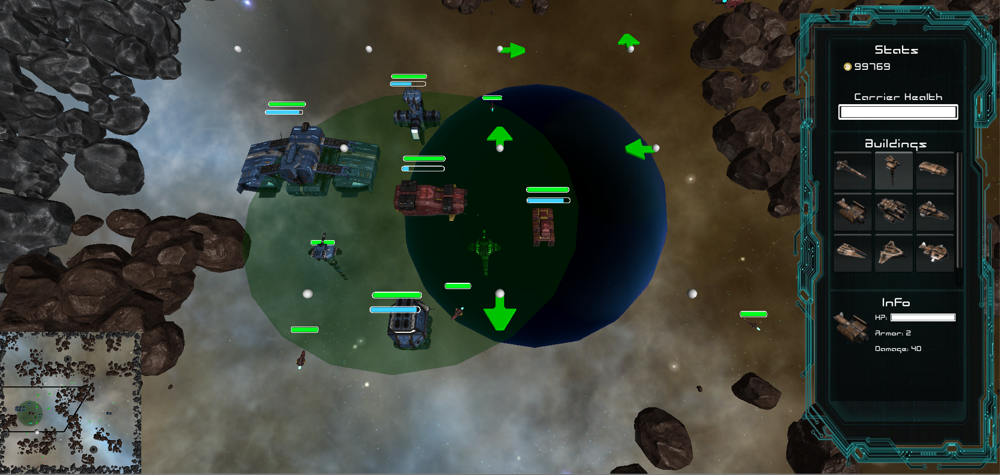 Stats
99769
Carrier Health
Buildings
Info
HP:
Armor: 2
Damage: 40